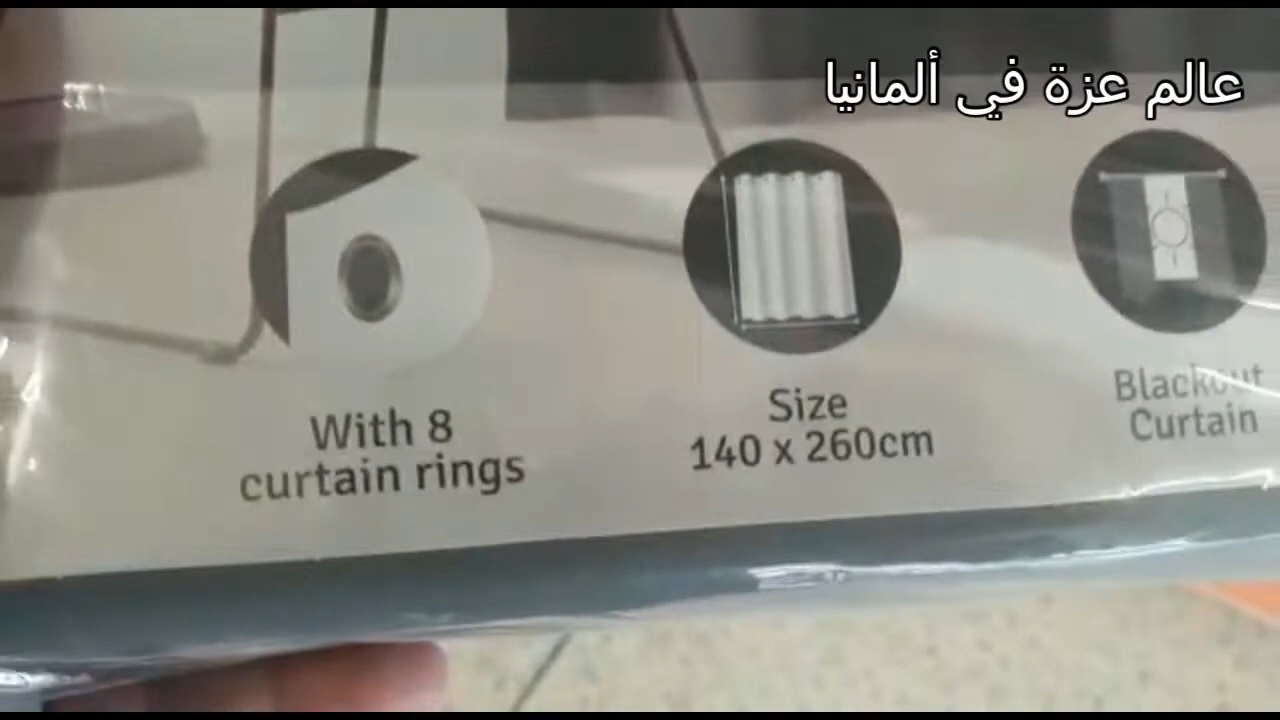 عالم عزة في ألمانيا
With 8
curtain rings
Size
140 x 260cm
Blackout
Curtain